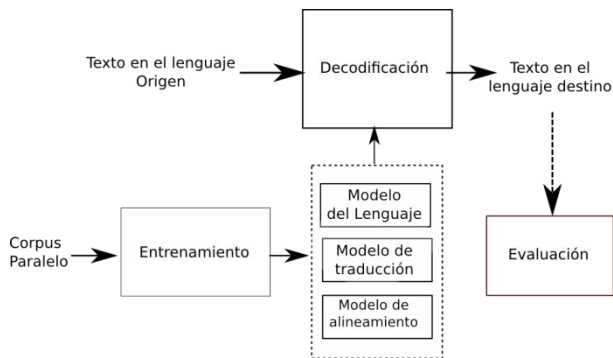 Texto en el lenguaje
Origen
Decodificación
Texto en el
lenguaje destino
Modelo
del Lenguaje
Corpus
Paralelo
Entrenamiento
Modelo de
traducción
Modelo de
alineamiento
Evaluación